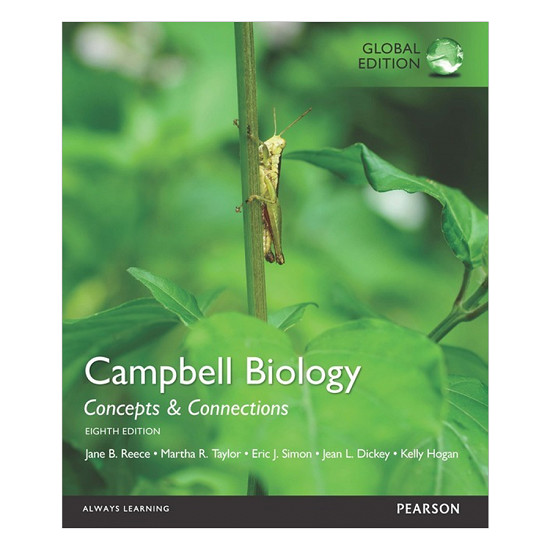 GLOBAL
EDITION
Campbell Biology
Concepts & Connections
EIGHTH EDITION
Jane B. Reece • Martha R. Taylor • Eric J. Simon • Jean L. Dickey • Kelly Hogan
ALWAYS LEARNING
PEARSON